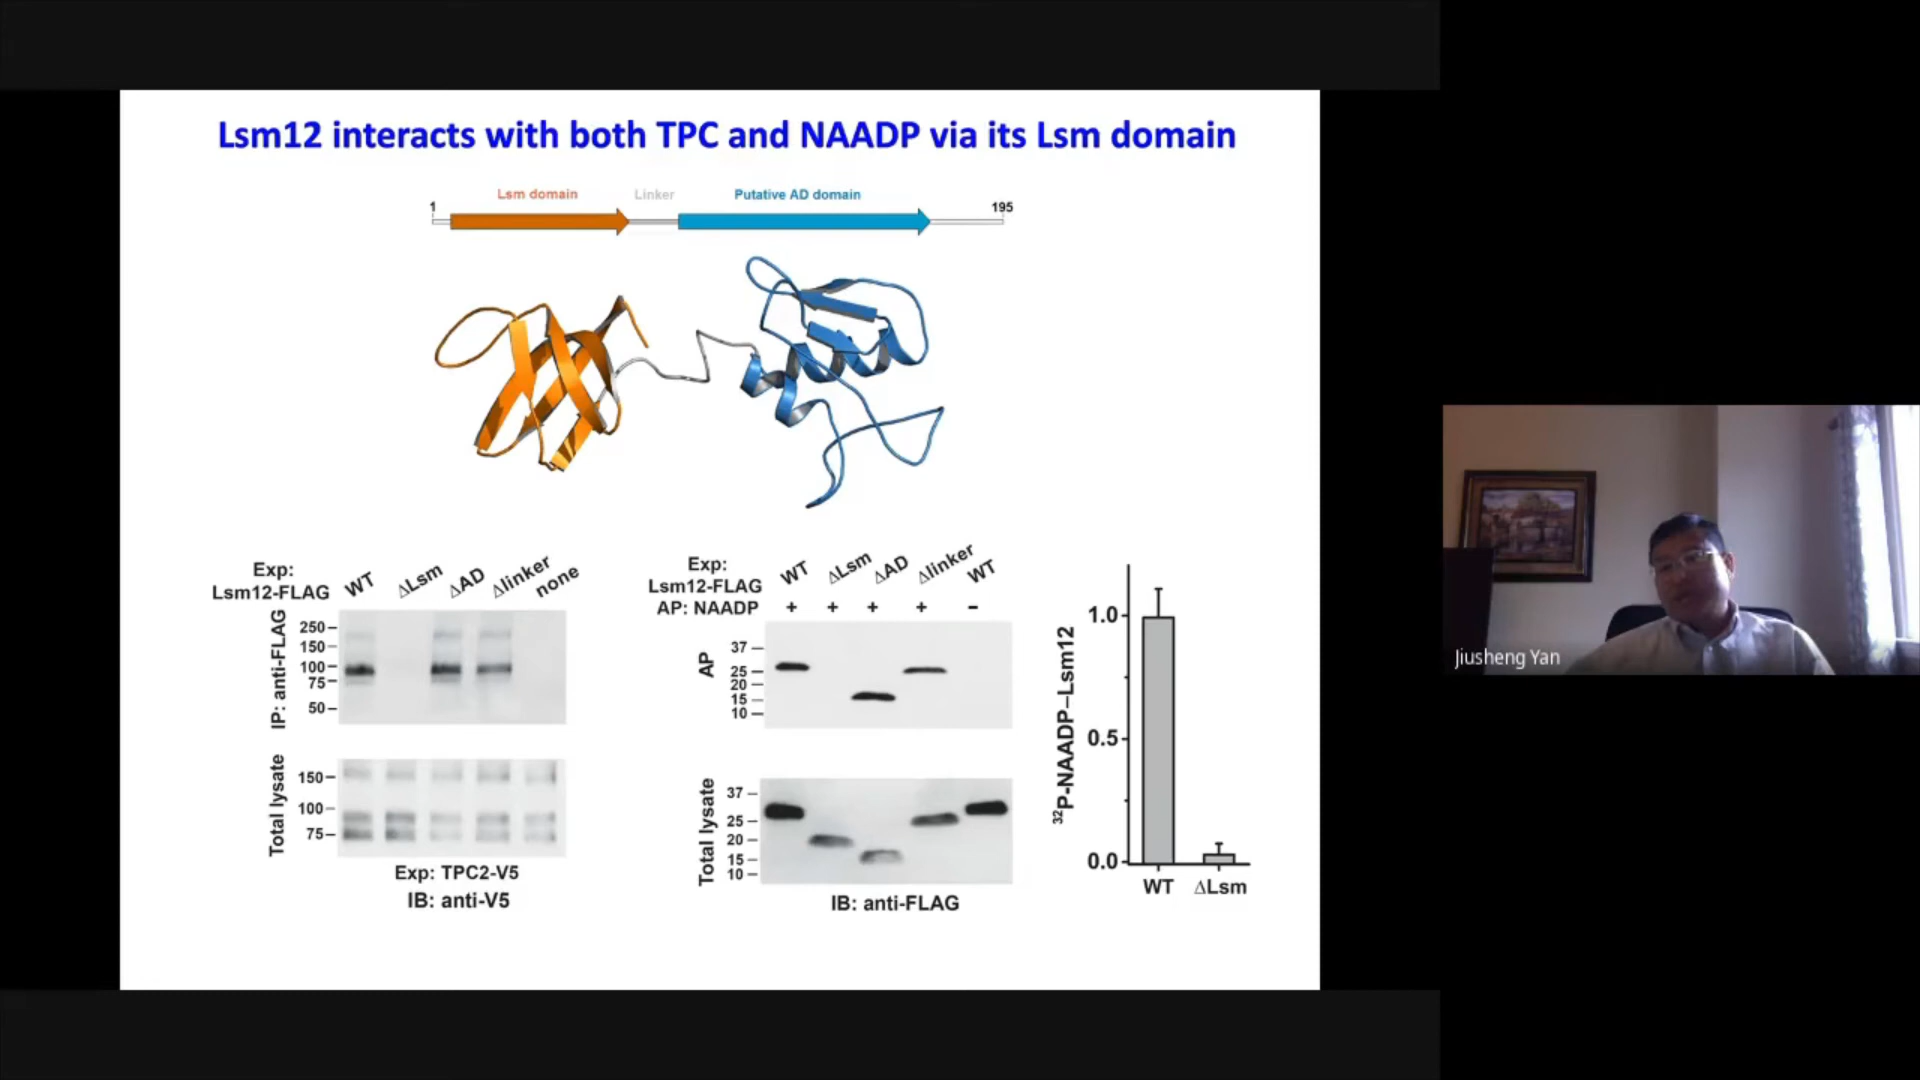 Lsm12 interacts with both TPC and NAADP via its Lsm domain
Lsm domain Linker Putative AD domain
1 195
Exp:
Lsm12-FLAG WT ΔLsm ΔAD Δlinker none
IP: anti-FLAG
250
150
100
75
50
Total lysate
150
100
75
Exp: TPC2-V5
IB: anti-V5
Exp:
Lsm12-FLAG WT ΔLsm ΔAD Δlinker WT
AP: NAADP + + + + -
AP
37
25
20
15
10
Total lysate
37
25
20
15
10
IB: anti-FLAG
³²P-NAADP–Lsm12
1.0
0.5
0.0
WT ΔLsm
Jiusheng Yan